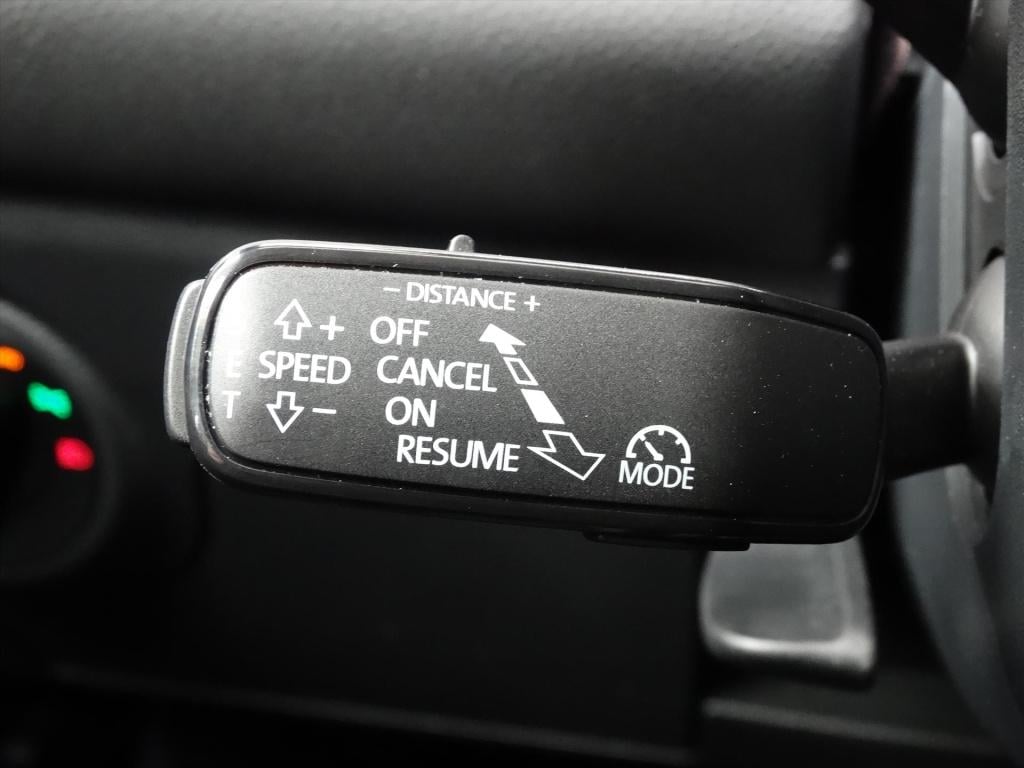 - DISTANCE +
+ OFF
E SPEED CANCEL
T - ON
RESUME
MODE